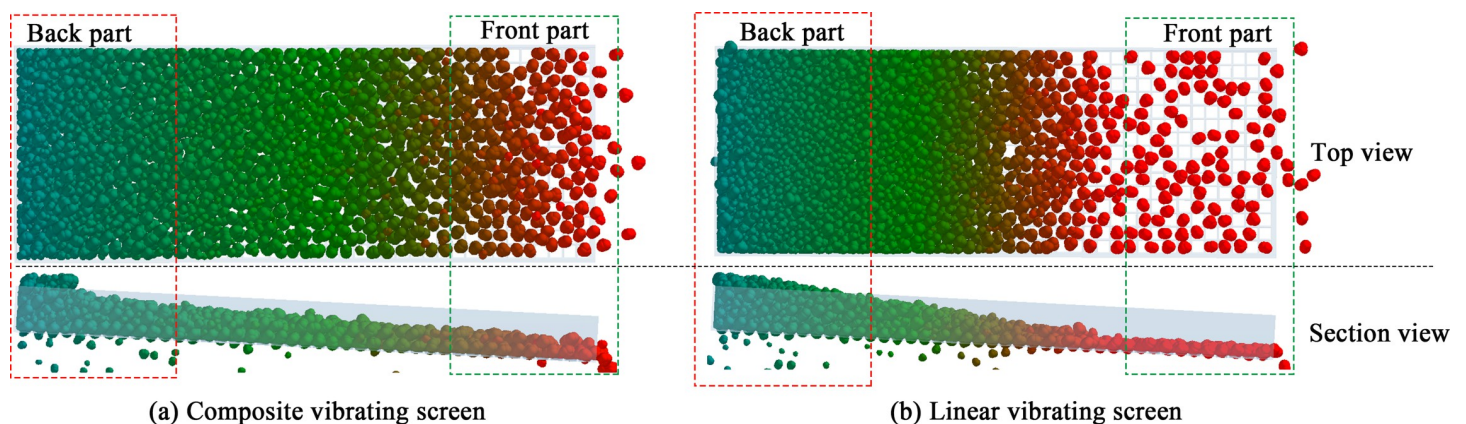 Back part
Front part
Back part
Front part
Top view
Section view
(a) Composite vibrating screen
(b) Linear vibrating screen